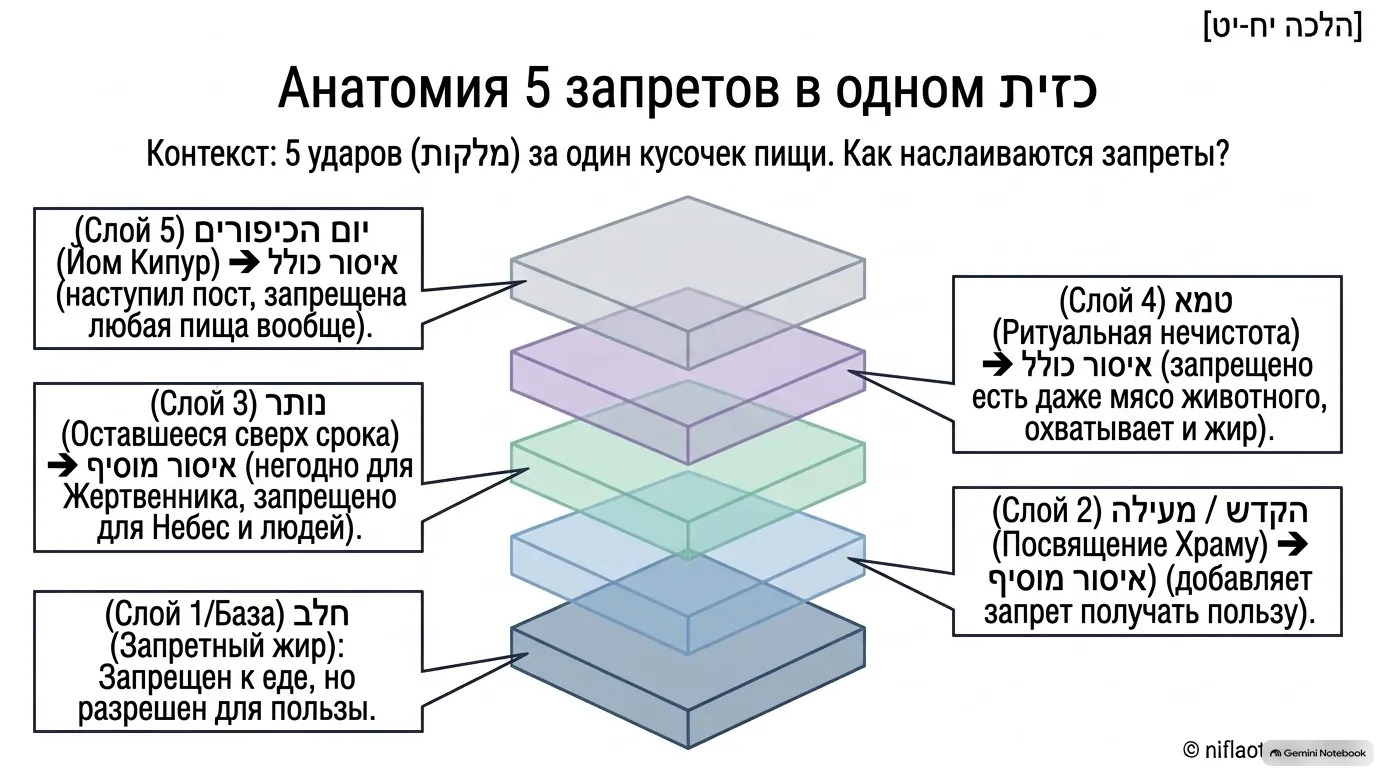 [הלכה יח-יט]
Анатомия 5 запретов в одном כזית
Контекст: 5 ударов (מלקות) за один кусочек пищи. Как наслаиваются запреты?
(Слой 5) יום הכיפורים
(Йом Кипур) ➔ איסור כולל
(наступил пост, запрещена
любая пища вообще).
(Слой 4) טמא
(Ритуальная нечистота)
➔ איסור כולל (запрещено
есть даже мясо животного,
охватывает и жир).
(Слой 3) נותר
(Оставшееся сверх срока)
➔ איסור מוסיף (негодно для
Жертвенника, запрещено
для Небес и людей).
(Слой 2) הקדש / מעילה
(Посвящение Храму) ➔
איסור מוסיף) (добавляет
запрет получать пользу).
(Слой 1/База) חלב
(Запретный жир):
Запрещен к еде, но
разрешен для пользы.
© niflaot
Gemini Notebook